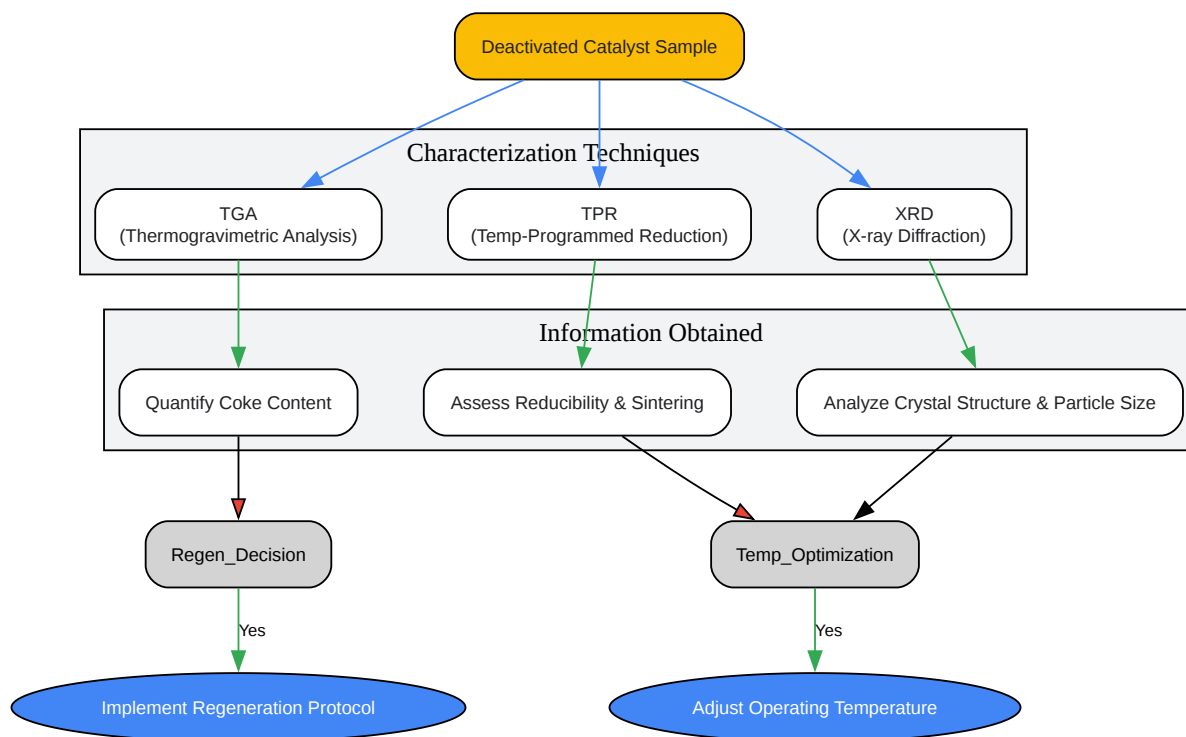 Deactivated Catalyst Sample
Characterization Techniques
TGA
(Thermogravimetric Analysis)
TPR
(Temp-Programmed Reduction)
XRD
(X-ray Diffraction)
Information Obtained
Quantify Coke Content
Assess Reducibility & Sintering
Analyze Crystal Structure & Particle Size
Regen_Decision
Temp_Optimization
Yes
Yes
Implement Regeneration Protocol
Adjust Operating Temperature